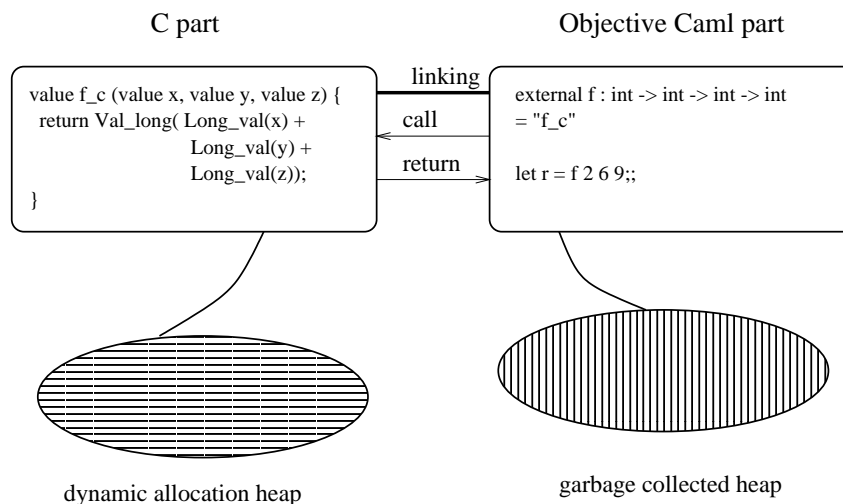 C part
Objective Caml part
value f_c (value x, value y, value z) {
return Val_long( Long_val(x) +
Long_val(y) +
Long_val(z));
}
linking
call
return
external f : int -> int -> int -> int
= "f_c"
let r = f 2 6 9;;
dynamic allocation heap
garbage collected heap